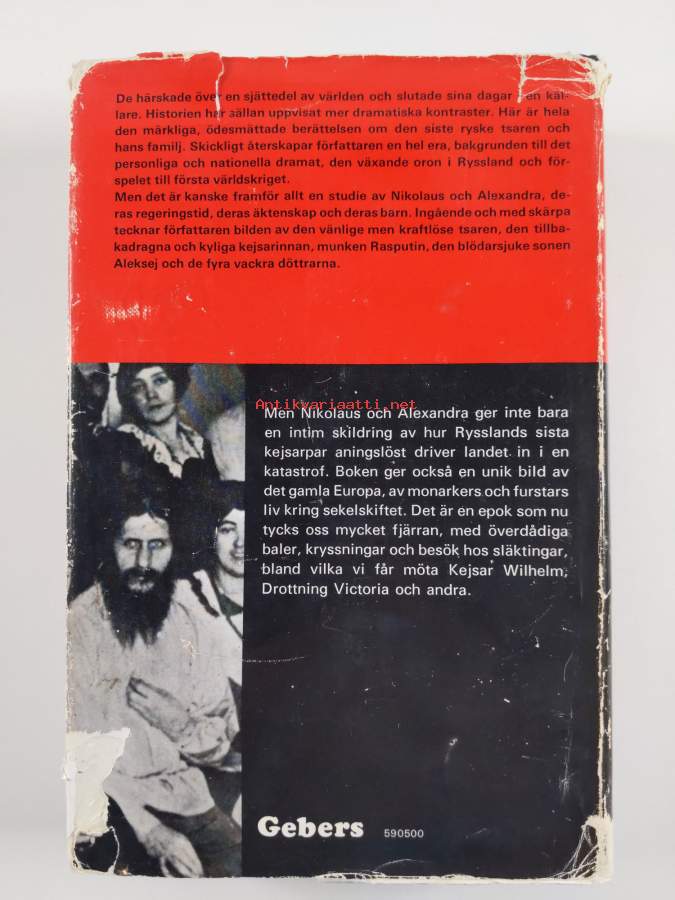 De härskade över en sjättedel av världen och slutade sina dagar i en käl-
lare. Historien har sällan uppvisat mer dramatiska kontraster. Här är hela
den märkliga, ödesmättade berättelsen om den siste ryske tsaren och
hans familj. Skickligt återskapar författaren en hel era, bakgrunden till det
personliga och nationella dramat, den växande oron i Ryssland och för-
spelet till första världskriget.
Men det är kanske framför allt en studie av Nikolaus och Alexandra, de-
ras regeringstid, deras äktenskap och deras barn. Ingående och med skärpa
tecknar författaren bilden av den vänlige men kraftlöse tsaren, den tillba-
kadragna och kyliga kejsarinnan, munken Rasputin, den blödarsjuke sonen
Aleksej och de fyra vackra döttrarna.
Antikvariaatti.net
Men Nikolaus och Alexandra ger inte bara
en intim skildring av hur Rysslands sista
kejsarpar aningslöst driver landet in i en
katastrof. Boken ger också en unik bild av
det gamla Europa, av monarkers och furstars
liv kring sekelskiftet. Det är en epok som nu
tycks oss mycket fjärran, med överdådiga
baler, kryssningar och besök hos släktingar,
bland vilka vi får möta Kejsar Wilhelm,
Drottning Victoria och andra.
Gebers 590500